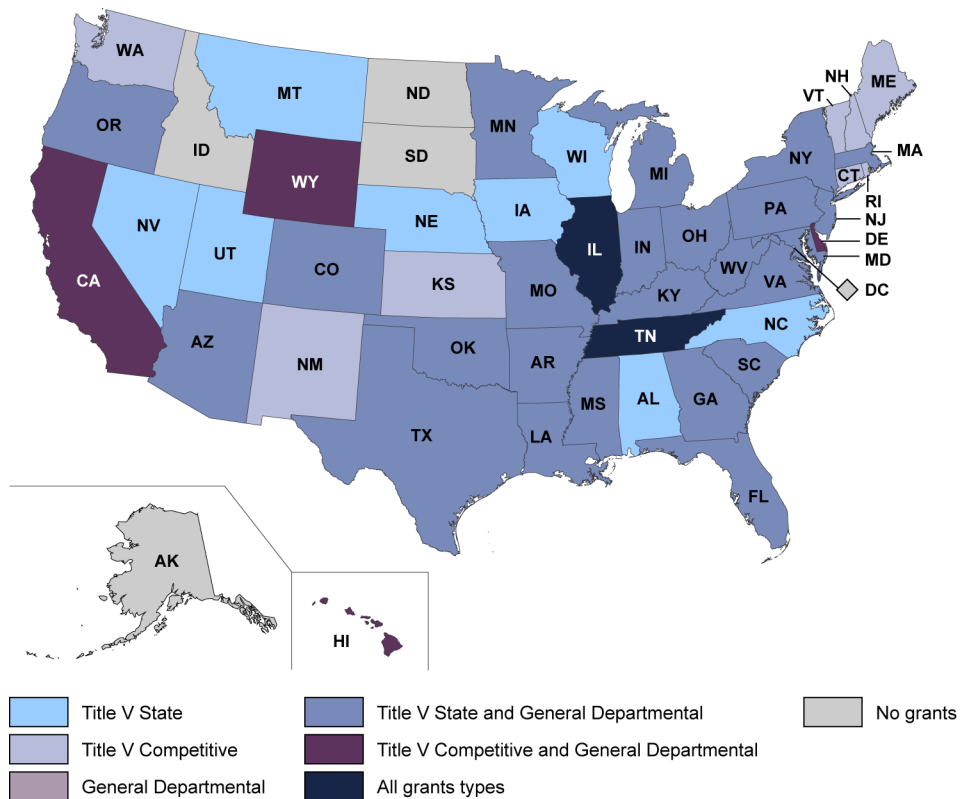 WA
MT
ND
MN
NH
VT
ME
OR
ID
SD
WI
MI
NY
MA
WY
CT
RI
NJ
NV
NE
IA
PA
DE
UT
IL
IN
OH
MD
CA
CO
KS
MO
WV
VA
DC
KY
AZ
NM
OK
AR
TN
NC
TX
LA
MS
AL
GA
SC
FL
AK
HI
Title V State
Title V State and General Departmental
No grants
Title V Competitive
Title V Competitive and General Departmental
General Departmental
All grants types